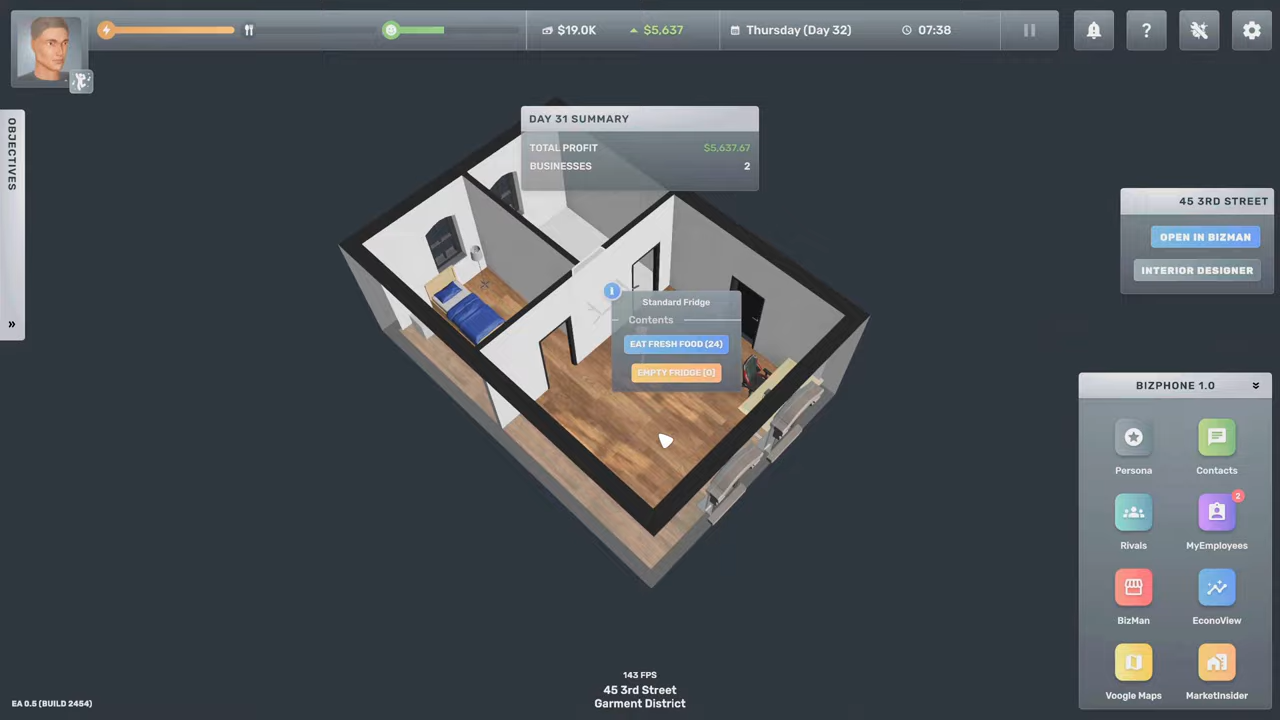 $19.0K
$5,637
Thursday (Day 32)
07:38
?
OBJECTIVES
DAY 31 SUMMARY
TOTAL PROFIT $5,637.67
BUSINESSES 2
45 3RD STREET
OPEN IN BIZMAN
INTERIOR DESIGNER
Standard Fridge
Contents
EAT FRESH FOOD (24)
EMPTY FRIDGE (0)
BIZPHONE 1.0
Persona
Contacts
2
Rivals
MyEmployees
BizMan
EconoView
Voogle Maps
MarketInsider
143 FPS
45 3rd Street
Garment District
EA 0.5 (BUILD 2454)